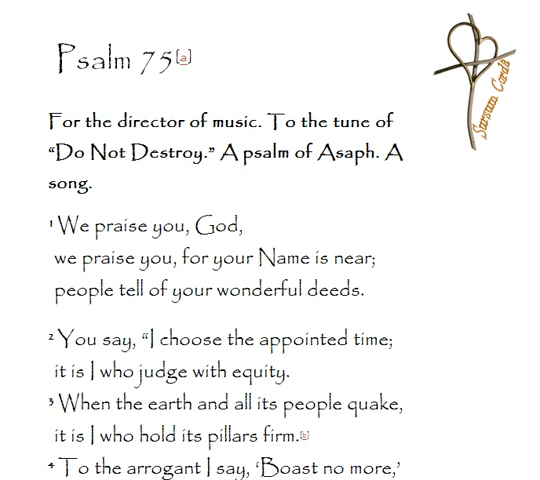 Psalm 75[a]
Sursum Corda
For the director of music. To the tune of
“Do Not Destroy.” A psalm of Asaph. A
song.
1 We praise you, God,
we praise you, for your Name is near;
people tell of your wonderful deeds.
2 You say, “I choose the appointed time;
it is I who judge with equity.
3 When the earth and all its people quake,
it is I who hold its pillars firm.[b]
4 To the arrogant I say, ‘Boast no more,’